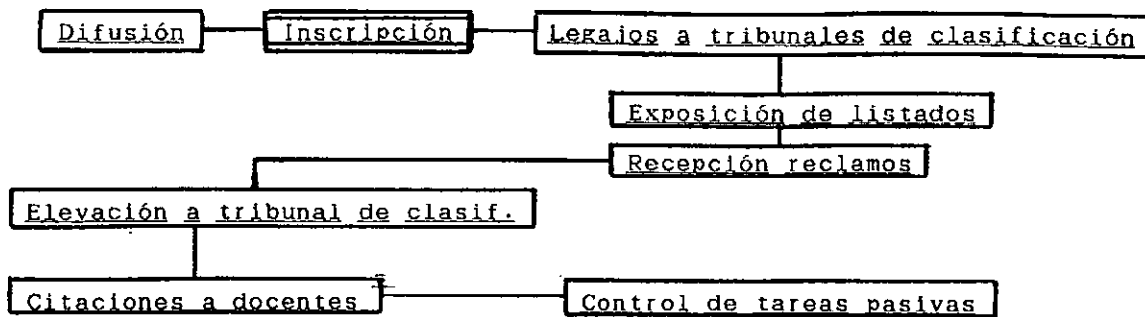 Difusión Inscripción Legajos a tribunales de clasificación
Exposición de listados
Recepción reclamos
Elevación a tribunal de clasif.
Citaciones a docentes Control de tareas pasivas